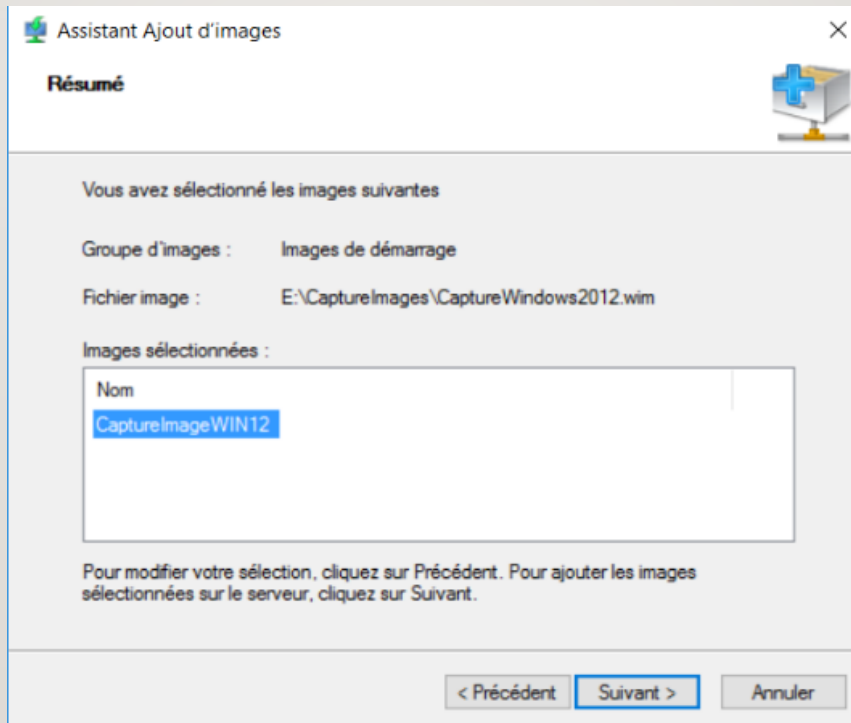 Assistant Ajout d'images
Résumé
Vous avez sélectionné les images suivantes
Groupe d'images : Images de démarrage
Fichier image : E:\CaptureImages\CaptureWindows2012.wim
Images sélectionnées :
Nom
CaptureImageWIN12
Pour modifier votre sélection, cliquez sur Précédent. Pour ajouter les images
sélectionnées sur le serveur, cliquez sur Suivant.
< Précédent Suivant > Annuler